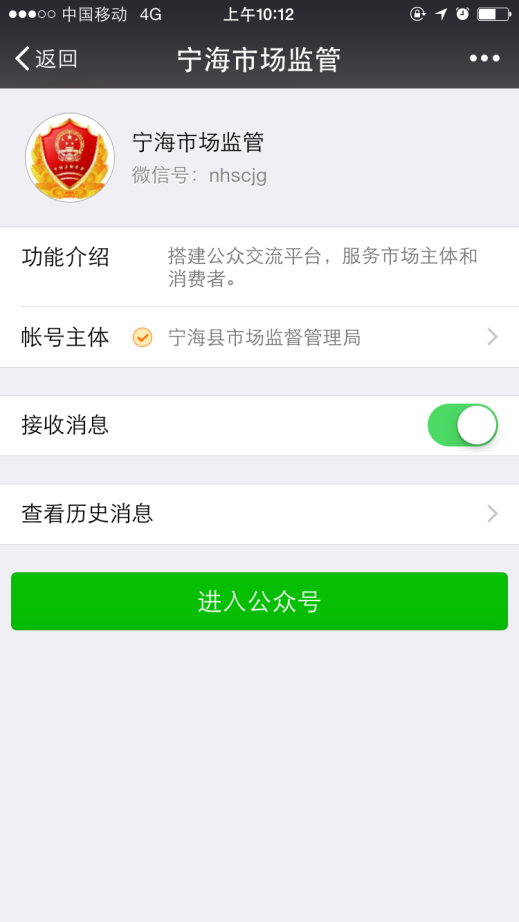 中国移动 4G 上午10:12
返回 宁海市场监管
宁海市场监管
微信号：nhscjg
功能介绍 搭建公众交流平台，服务市场主体和
消费者。
帐号主体 宁海县市场监督管理局
接收消息
查看历史消息
进入公众号